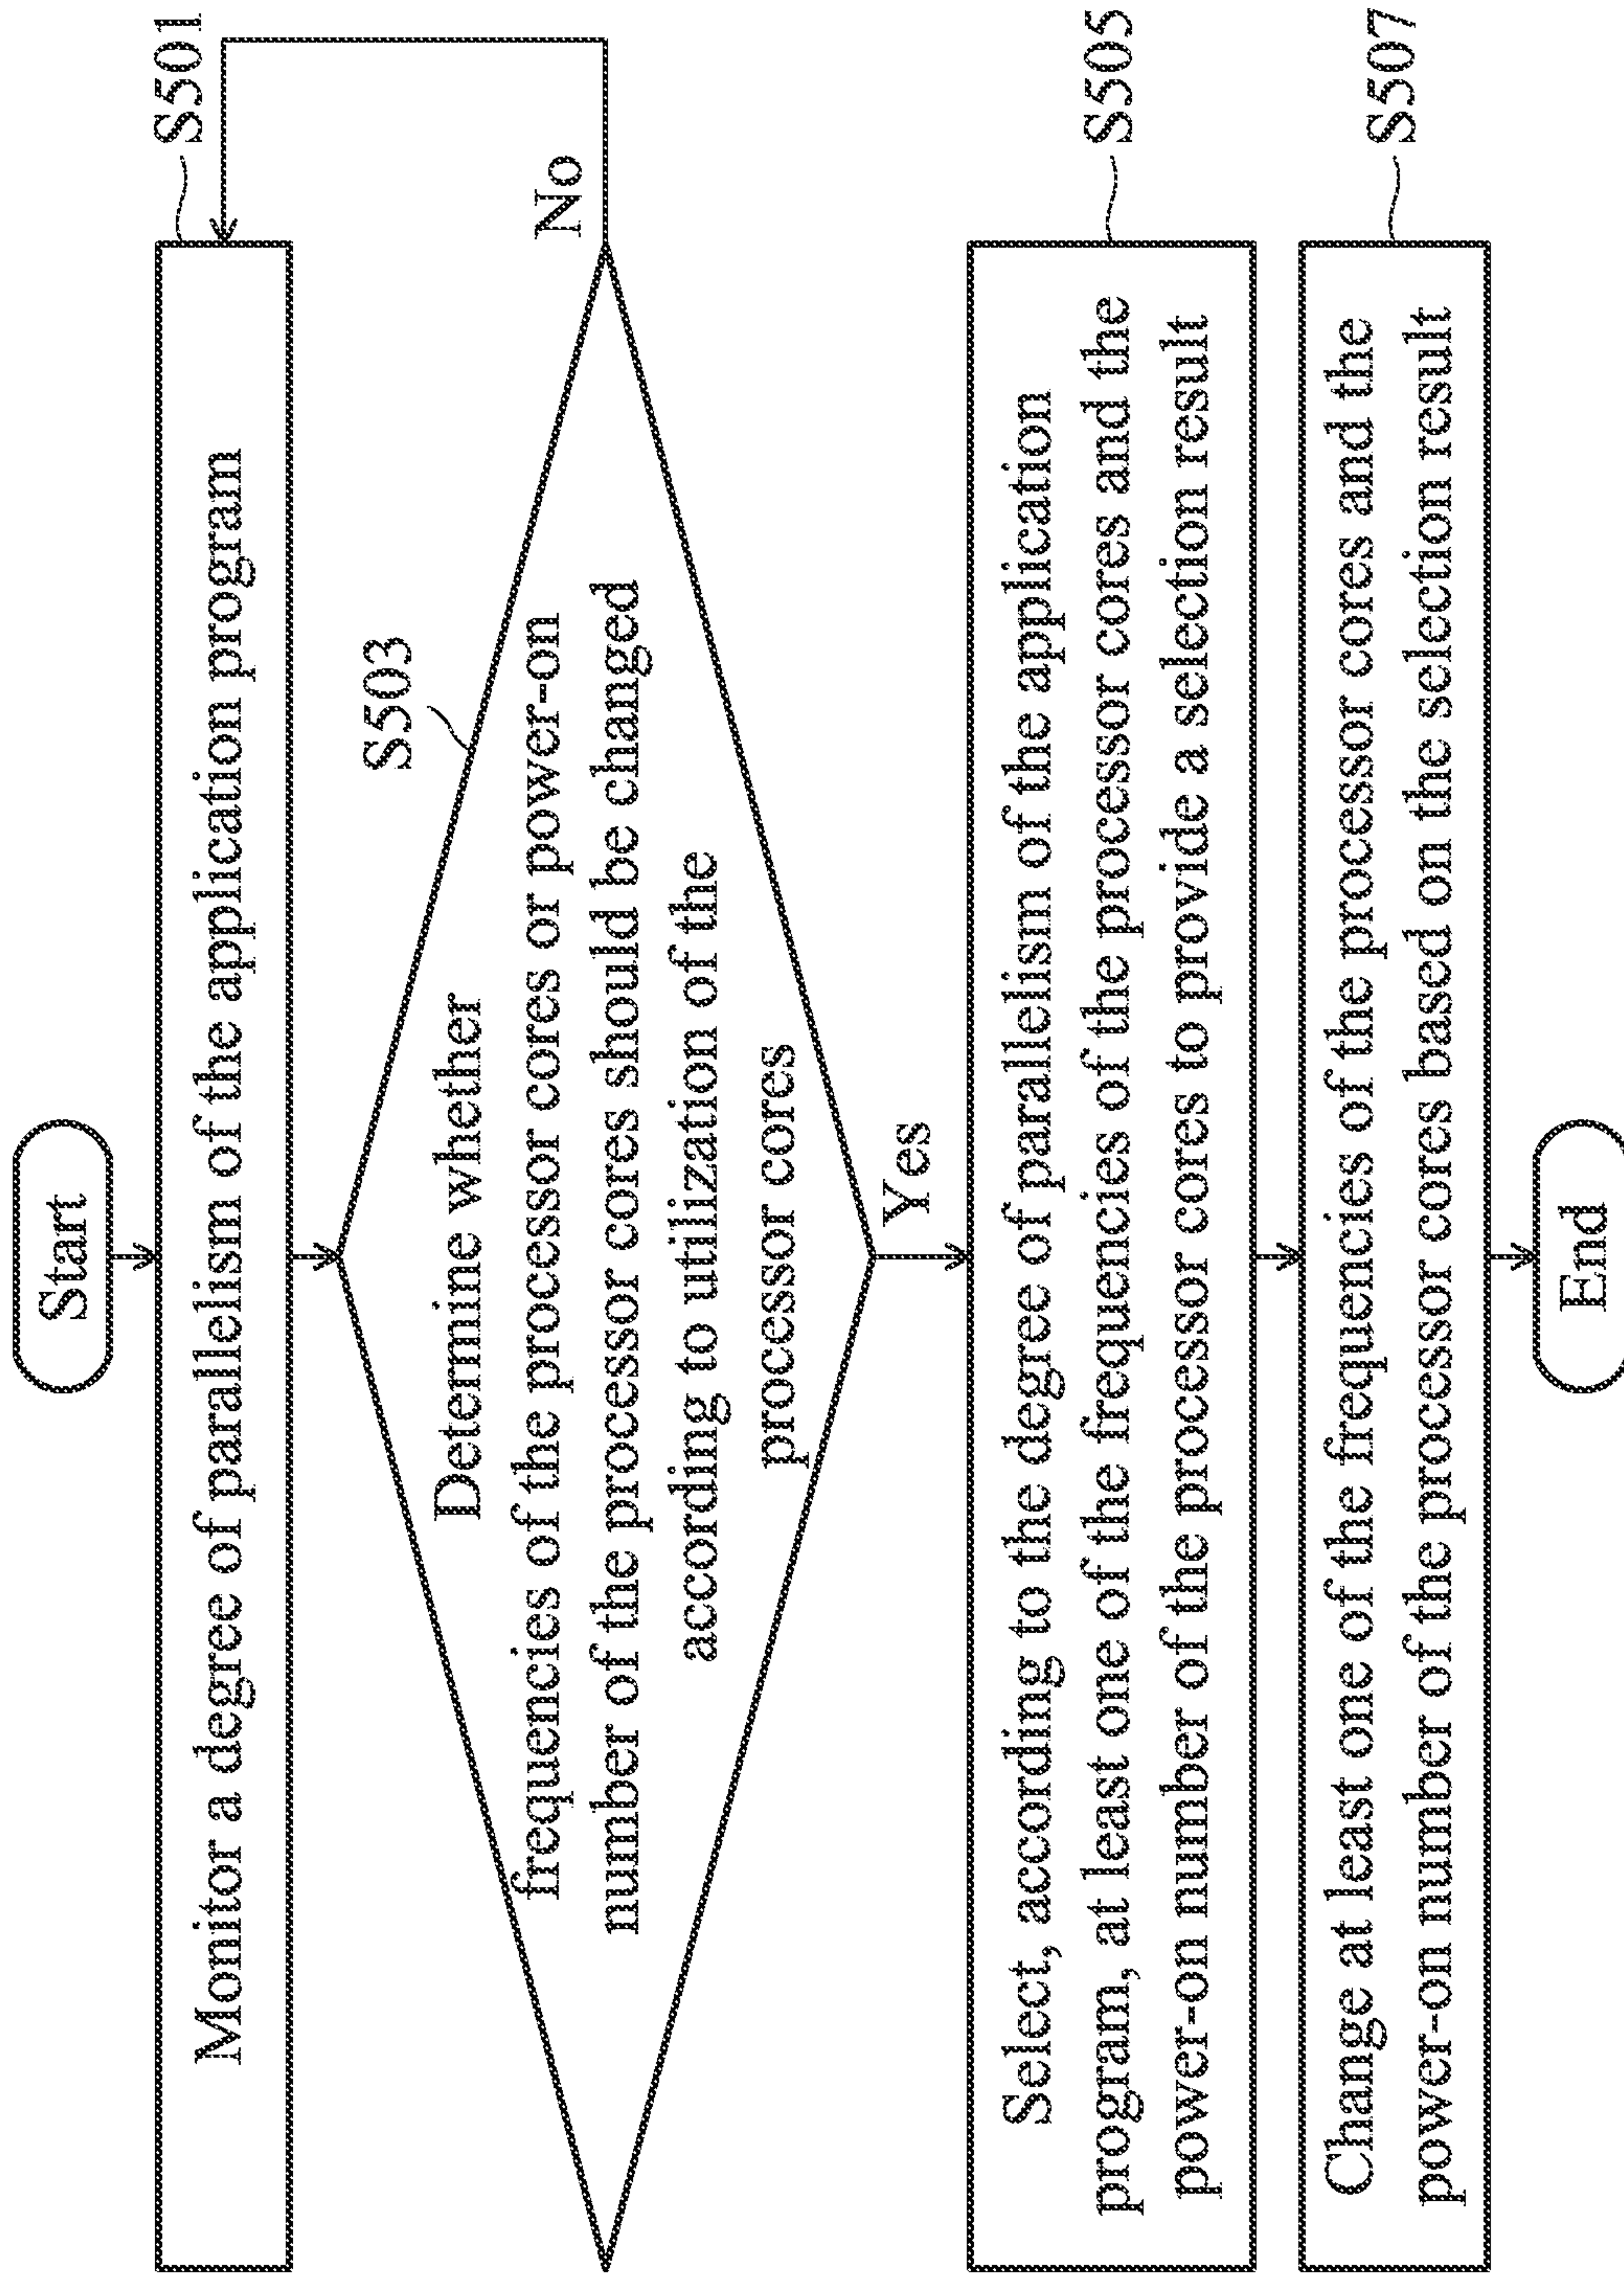 Start
S501
Monitor a degree of parallelism of the application program
S503
Determine whether
frequencies of the processor cores or power-on
number of the processor cores should be changed
according to utilization of the
processor cores
No
Yes
S505
Select, according to the degree of parallelism of the application
program, at least one of the frequencies of the processor cores and the
power-on number of the processor cores to provide a selection result
S507
Change at least one of the frequencies of the processor cores and the
power-on number of the processor cores based on the selection result
End